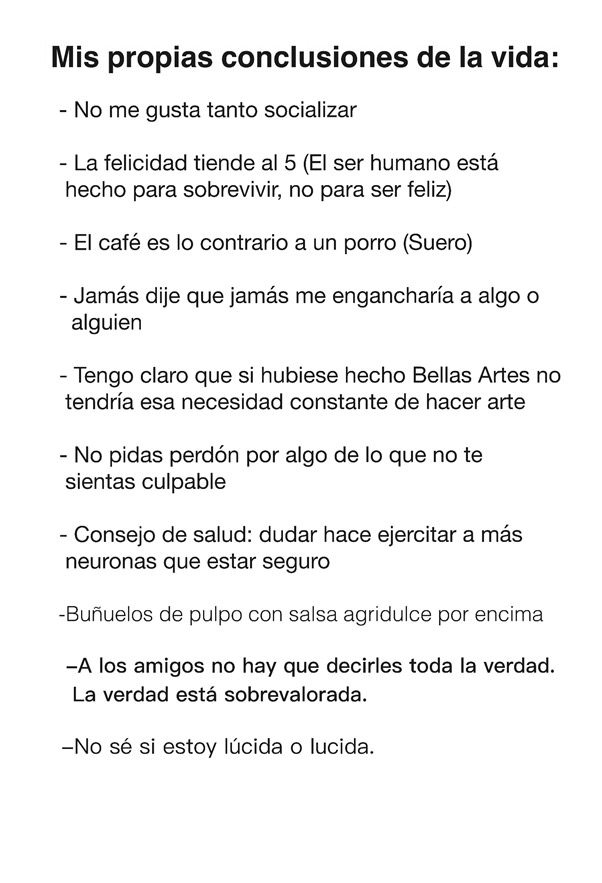 Mis propias conclusiones de la vida:
- No me gusta tanto socializar
- La felicidad tiende al 5 (El ser humano está
hecho para sobrevivir, no para ser feliz)
- El café es lo contrario a un porro (Suero)
- Jamás dije que jamás me engancharía a algo o
alguien
- Tengo claro que si hubiese hecho Bellas Artes no
tendría esa necesidad constante de hacer arte
- No pidas perdón por algo de lo que no te
sientas culpable
- Consejo de salud: dudar hace ejercitar a más
neuronas que estar seguro
-Buñuelos de pulpo con salsa agridulce por encima
–A los amigos no hay que decirles toda la verdad.
La verdad está sobrevalorada.
–No sé si estoy lúcida o lucida.